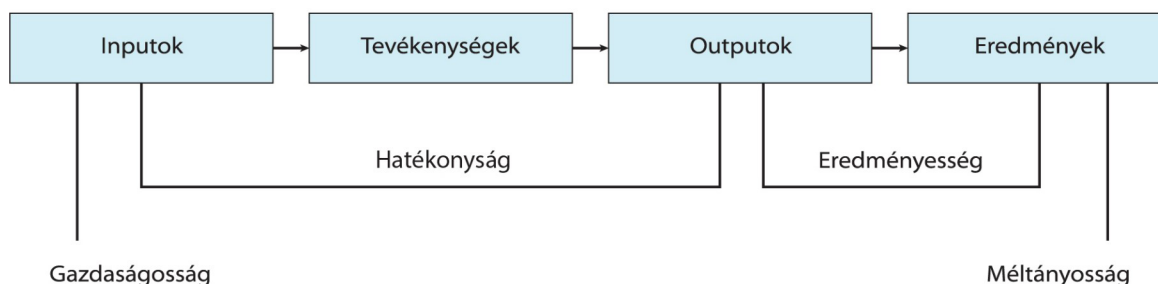 Inputok
Tevékenységek
Outputok
Eredmények
Hatékonyság
Eredményesség
Gazdaságosság
Méltányosság